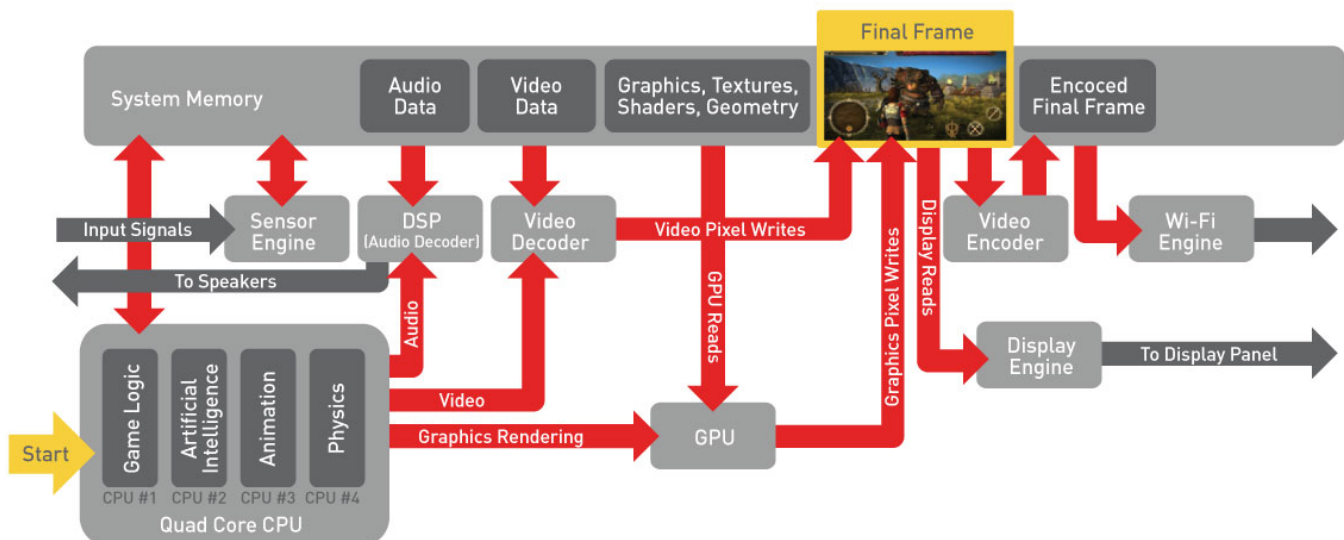 Final Frame
System Memory
Audio
Data
Video
Data
Graphics, Textures,
Shaders, Geometry
Encoced
Final Frame
Input Signals
Sensor
Engine
DSP
(Audio Decoder)
Video
Decoder
Video Pixel Writes
Display Reads
Video
Encoder
Wi-Fi
Engine
To Speakers
Audio
GPU Reads
Graphics Pixel Writes
Display
Engine
To Display Panel
Video
Graphics Rendering
GPU
Start
Game Logic
Artificial
Intelligence
Animation
Physics
CPU #1
CPU #2
CPU #3
CPU #4
Quad Core CPU